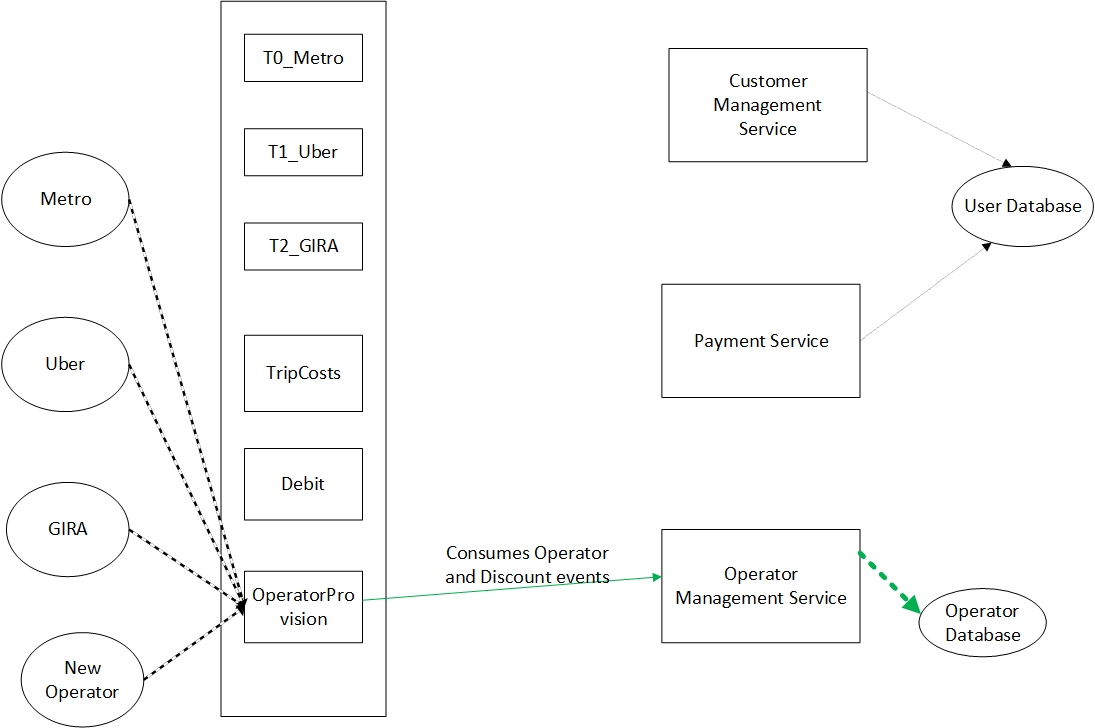 T0_Metro
T1_Uber
T2_GIRA
TripCosts
Debit
OperatorPro
vision
Metro
Uber
GIRA
New
Operator
Consumes Operator
and Discount events
Customer
Management
Service
User Database
Payment Service
Operator
Management Service
Operator
Database